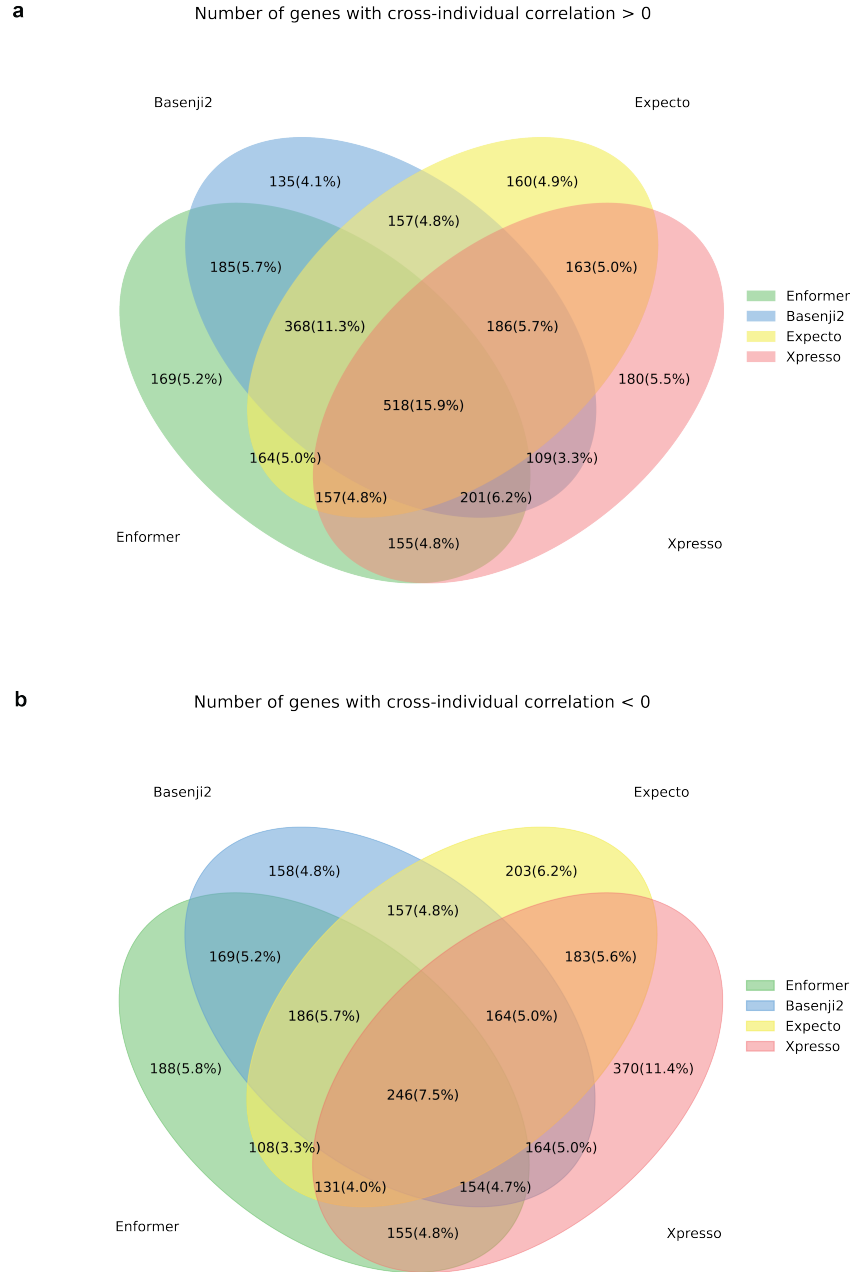 a
Number of genes with cross-individual correlation > 0
Basenji2
Expecto
135(4.1%)
160(4.9%)
157(4.8%)
185(5.7%)
163(5.0%)
Enformer
Basenji2
Expecto
Xpresso
368(11.3%)
186(5.7%)
169(5.2%)
180(5.5%)
518(15.9%)
164(5.0%)
109(3.3%)
157(4.8%)
201(6.2%)
Enformer
155(4.8%)
Xpresso
b
Number of genes with cross-individual correlation < 0
Basenji2
Expecto
158(4.8%)
203(6.2%)
157(4.8%)
169(5.2%)
183(5.6%)
Enformer
Basenji2
Expecto
Xpresso
186(5.7%)
164(5.0%)
188(5.8%)
370(11.4%)
246(7.5%)
108(3.3%)
164(5.0%)
131(4.0%)
154(4.7%)
Enformer
155(4.8%)
Xpresso